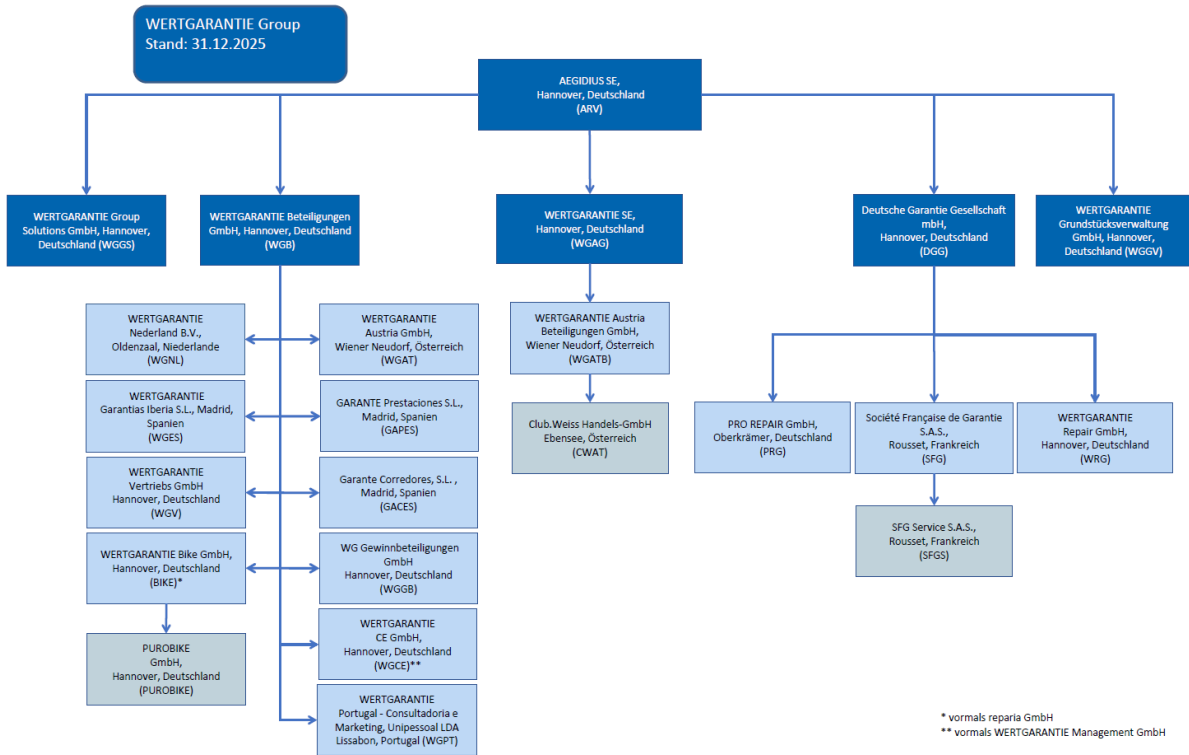 WERTGARANTIE Group
Stand: 31.12.2025
AEGIDIUS SE,
Hannover, Deutschland
(ARV)
WERTGARANTIE Group
Solutions GmbH, Hannover,
Deutschland (WGGS)
WERTGARANTIE Beteiligungen
GmbH, Hannover, Deutschland
(WGB)
WERTGARANTIE SE,
Hannover, Deutschland
(WGAG)
Deutsche Garantie Gesellschaft
mbH,
Hannover, Deutschland
(DGG)
WERTGARANTIE
Grundstücksverwaltung
GmbH, Hannover,
Deutschland (WGGV)
WERTGARANTIE
Nederland B.V.,
Oldenzaal, Niederlande
(WGNL)
WERTGARANTIE
Austria GmbH,
Wiener Neudorf, Österreich
(WGAT)
WERTGARANTIE Austria
Beteiligungen GmbH,
Wiener Neudorf, Österreich
(WGATB)
WERTGARANTIE
Garantias Iberia S.L., Madrid,
Spanien
(WGES)
GARANTE Prestaciones S.L.,
Madrid, Spanien
(GAPES)
Club.Weiss Handels-GmbH
Ebensee, Österreich
(CWAT)
PRO REPAIR GmbH,
Oberkrämer, Deutschland
(PRG)
Société Française de Garantie
S.A.S.,
Rousset, Frankreich
(SFG)
WERTGARANTIE
Repair GmbH,
Hannover, Deutschland
(WRG)
WERTGARANTIE
Vertriebs GmbH
Hannover, Deutschland
(WGV)
Garante Corredores, S.L. ,
Madrid, Spanien
(GACES)
SFG Service S.A.S.,
Rousset, Frankreich
(SFGS)
WERTGARANTIE Bike GmbH,
Hannover, Deutschland
(BIKE)*
WG Gewinnbeteiligungen
GmbH
Hannover, Deutschland
(WGGB)
PUROBIKE
GmbH,
Hannover, Deutschland
(PUROBIKE)
WERTGARANTIE
CE GmbH,
Hannover, Deutschland
(WGCE)**
WERTGARANTIE
Portugal - Consultadoria e
Marketing, Unipessoal LDA
Lissabon, Portugal (WGPT)
* vormals reparia GmbH
** vormals WERTGARANTIE Management GmbH